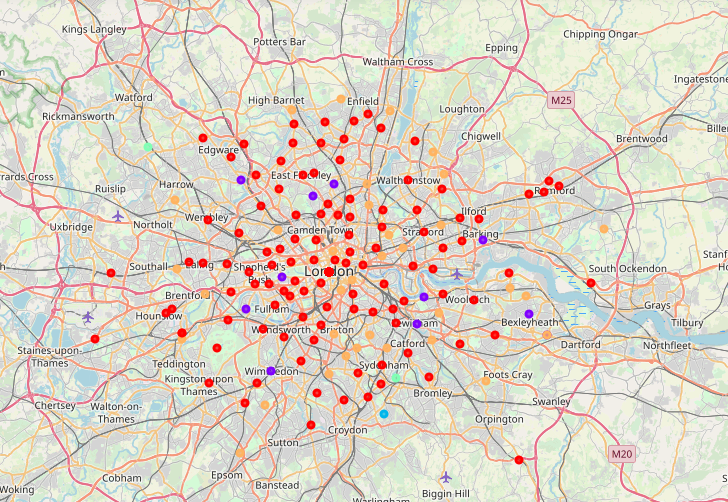 Kings Langley
Potters Bar
Epping
Chipping Ongar
Waltham Cross
Watford
High Barnet
Enfield
Loughton
M25
Ingatestone
Rickmansworth
Chigwell
Brentwood
Edgware
East Finchley
Walthamstow
Harrow
Ruislip
Romford
Wembley
Ilford
Uxbridge
Northolt
Camden Town
Stratford
Barking
Southall
Ealing
Shepherd's
Bush
London
South Ockendon
Brentford
Woolwich
Grays
Hounslow
Fulham
Lewisham
Bexleyheath
Tilbury
Staines-upon-
Thames
Wandsworth
Brixton
Catford
Dartford
Northfleet
Teddington
Kingston upon
Thames
Wimbledon
Sydenham
Foots Cray
Chertsey
Walton-on-
Thames
Bromley
Swanley
Orpington
Sutton
Croydon
M20
Cobham
Epsom
Banstead
Woking
Biggin Hill
Warlingham